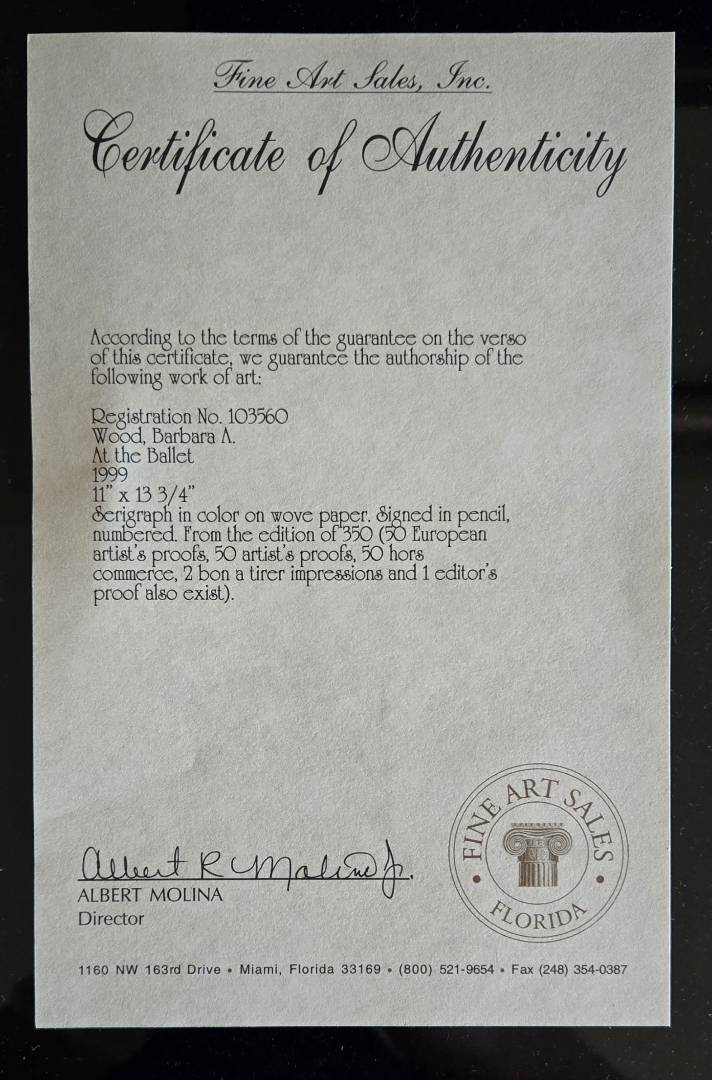 Fine Art Sales, Inc.
Certificate of Authenticity
According to the terms of the guarantee on the verso
of this certificate, we guarantee the authorship of the
following work of art:
Registration No. 103560
Wood, Barbara A.
At the Ballet
1999
11” x 13 3/4”
Serigraph in color on wove paper. Signed in pencil,
numbered. From the edition of 350 (50 European
artist's proofs, 50 artist's proofs, 50 hors
commerce, 2 bon a tirer impressions and 1 editor's
proof also exist).
Albert R Molina Jr.
ALBERT MOLINA
Director
FINE ART SALES
FLORIDA
1160 NW 163rd Drive • Miami, Florida 33169 • (800) 521-9654 • Fax (248) 354-0387